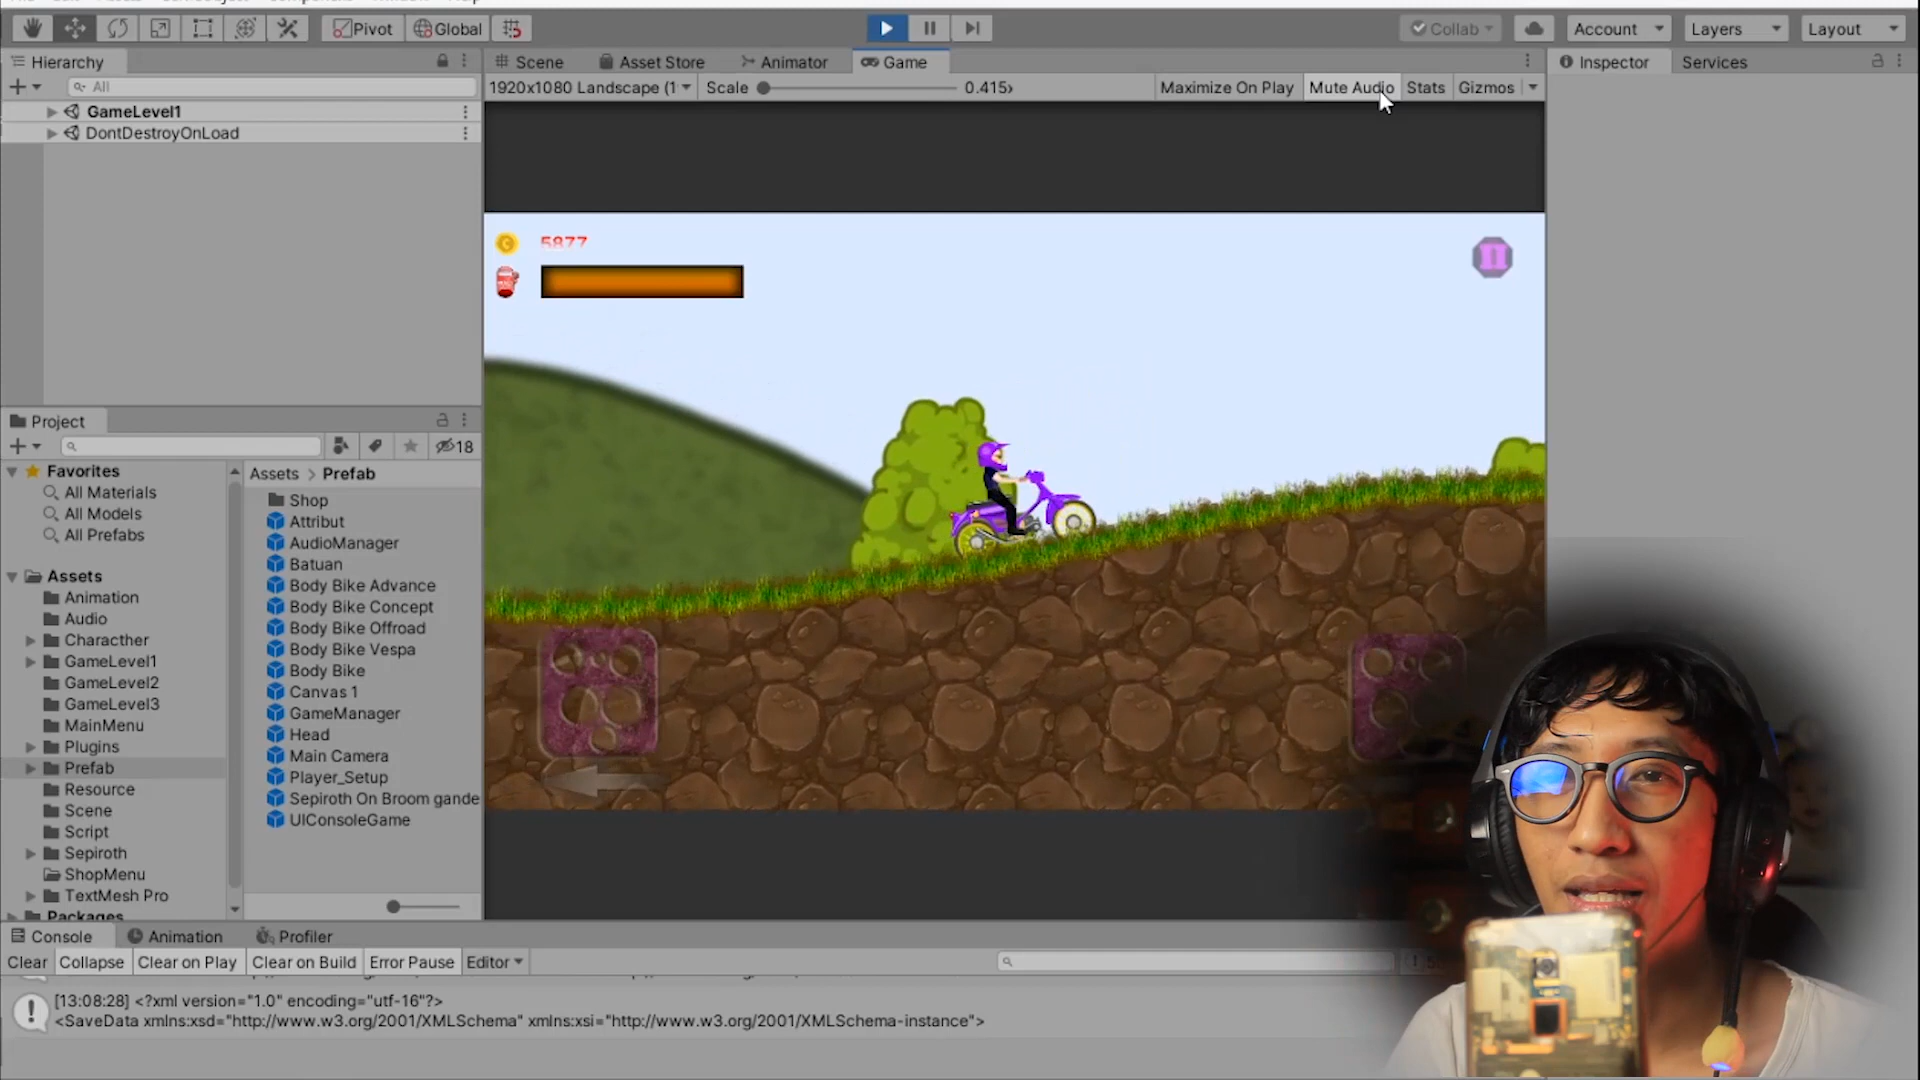 Pivot
Global
Collab
Account
Layers
Layout
Hierarchy
Scene
Asset Store
Animator
Game
Inspector
Services
All
1920x1080 Landscape (1
Scale
0.415x
Maximize On Play
Mute Audio
Stats
Gizmos
GameLevel1
DontDestroyOnLoad
5877
Project
18
Favorites
All Materials
All Models
All Prefabs
Assets
Animation
Audio
Characther
GameLevel1
GameLevel2
GameLevel3
MainMenu
Plugins
Prefab
Resource
Scene
Script
Sepiroth
ShopMenu
TextMesh Pro
Packages
Assets > Prefab
Shop
Attribut
AudioManager
Batuan
Body Bike Advance
Body Bike Concept
Body Bike Offroad
Body Bike Vespa
Body Bike
Canvas 1
GameManager
Head
Main Camera
Player_Setup
Sepiroth On Broom gande
UIConsoleGame
Console
Animation
Profiler
Clear
Collapse
Clear on Play
Clear on Build
Error Pause
Editor
[13:08:28] <?xml version="1.0" encoding="utf-16"?>
<SaveData xmlns:xsd="http://www.w3.org/2001/XMLSchema" xmlns:xsi="http://www.w3.org/2001/XMLSchema-instance">